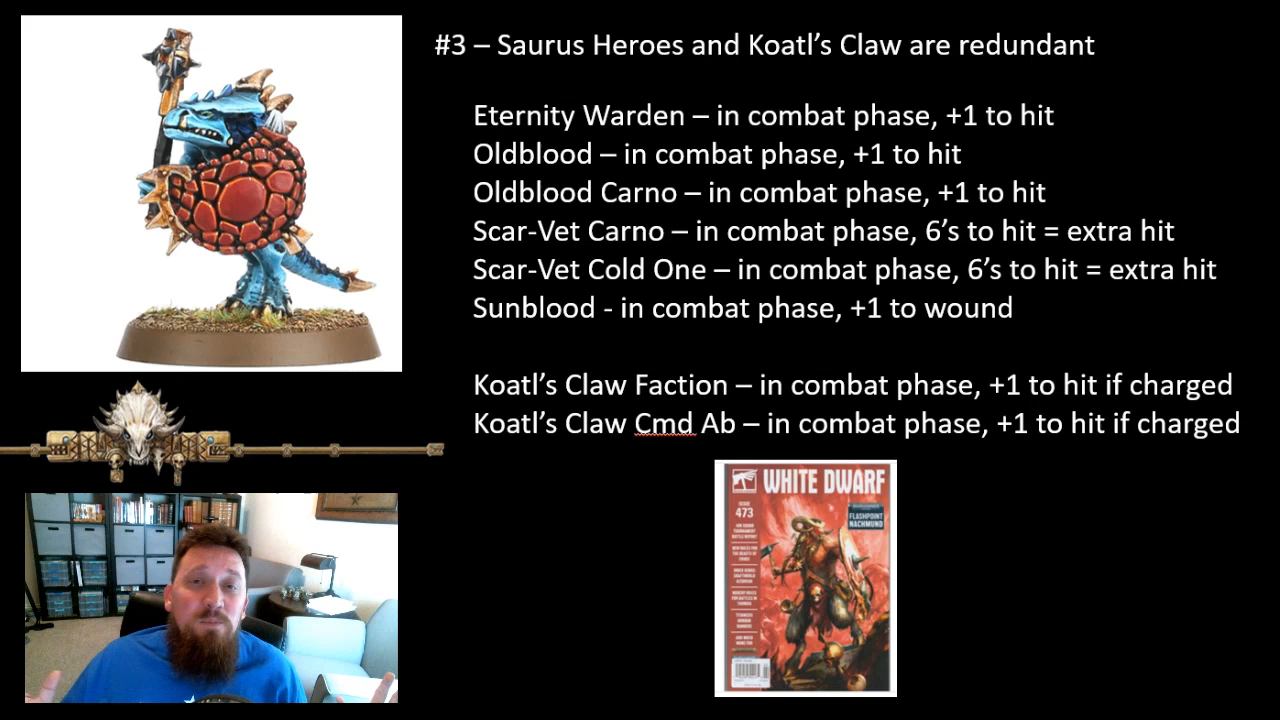 #3 – Saurus Heroes and Koatl’s Claw are redundant
Eternity Warden – in combat phase, +1 to hit
Oldblood – in combat phase, +1 to hit
Oldblood Carno – in combat phase, +1 to hit
Scar-Vet Carno – in combat phase, 6’s to hit = extra hit
Scar-Vet Cold One – in combat phase, 6’s to hit = extra hit
Sunblood - in combat phase, +1 to wound
Koatl’s Claw Faction – in combat phase, +1 to hit if charged
Koatl’s Claw Cmd Ab – in combat phase, +1 to hit if charged
WHITE DWARF
ISSUE
473
FLASHPOINT
NACHMUND